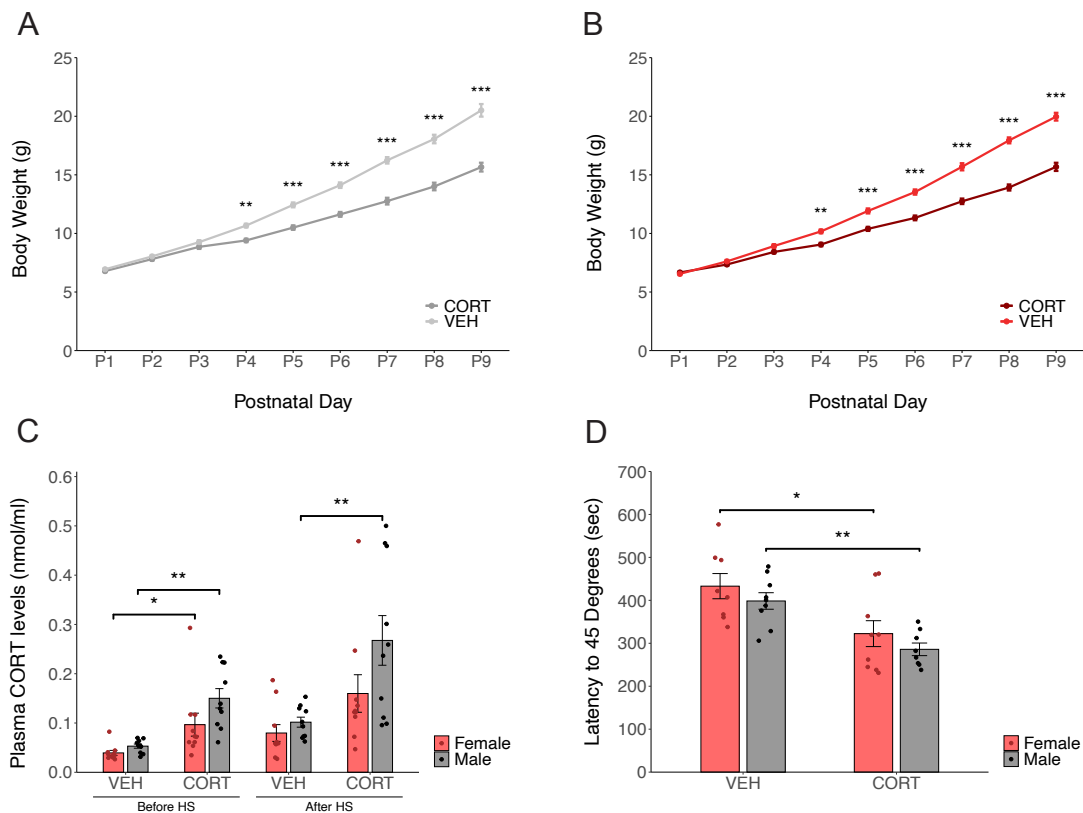 A
25
20
15
10
5
0
Body Weight (g)
**
***
***
***
***
***
CORT
VEH
P1 P2 P3 P4 P5 P6 P7 P8 P9
Postnatal Day
B
25
20
15
10
5
0
Body Weight (g)
**
***
***
***
***
***
CORT
VEH
P1 P2 P3 P4 P5 P6 P7 P8 P9
Postnatal Day
C
0.6
0.5
0.4
0.3
0.2
0.1
0.0
Plasma CORT levels (nmol/ml)
*
**
**
Female
Male
VEH CORT VEH CORT
Before HS After HS
D
700
600
500
400
300
200
100
0
Latency to 45 Degrees (sec)
*
**
Female
Male
VEH CORT